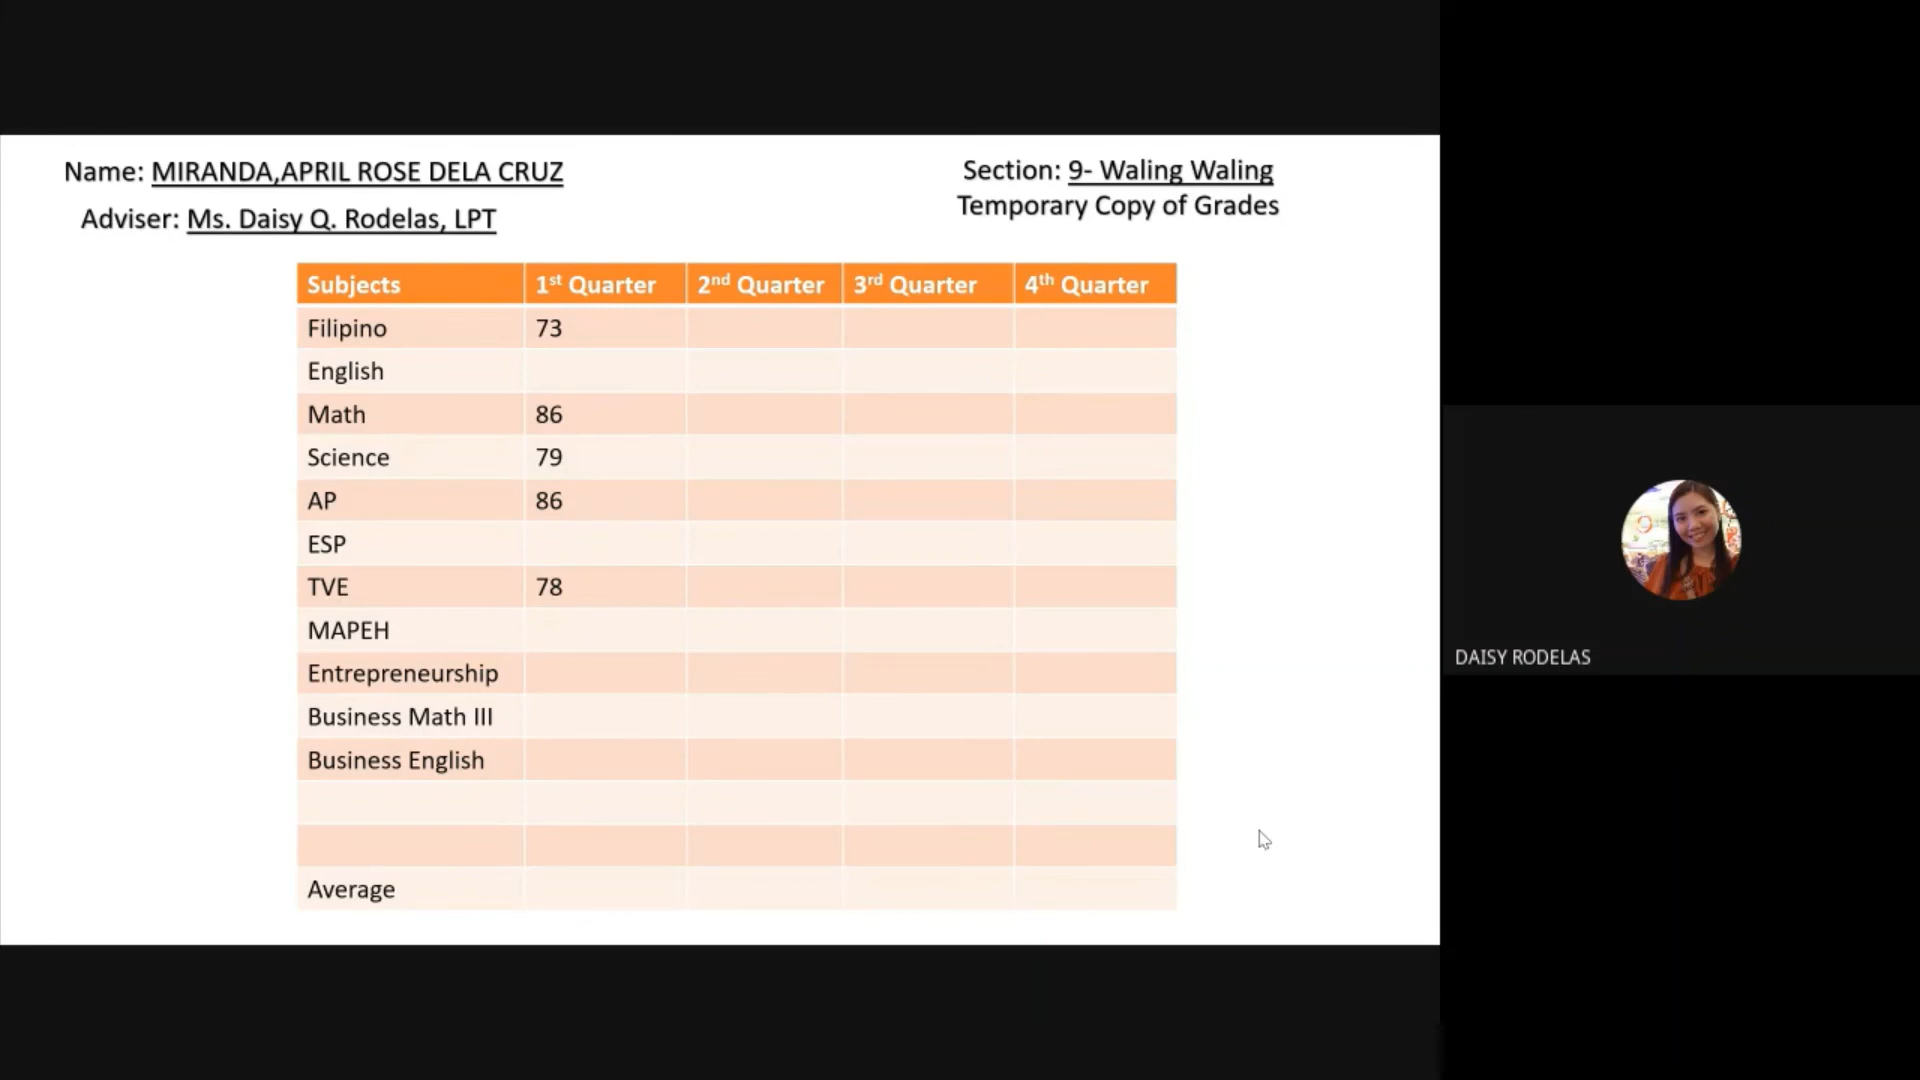 Name: MIRANDA,APRIL ROSE DELA CRUZ
Adviser: Ms. Daisy Q. Rodelas, LPT
Section: 9- Waling Waling
Temporary Copy of Grades
Subjects 1st Quarter 2nd Quarter 3rd Quarter 4th Quarter
Filipino 73
English
Math 86
Science 79
AP 86
ESP
TVE 78
MAPEH
Entrepreneurship
Business Math III
Business English
Average
DAISY RODELAS